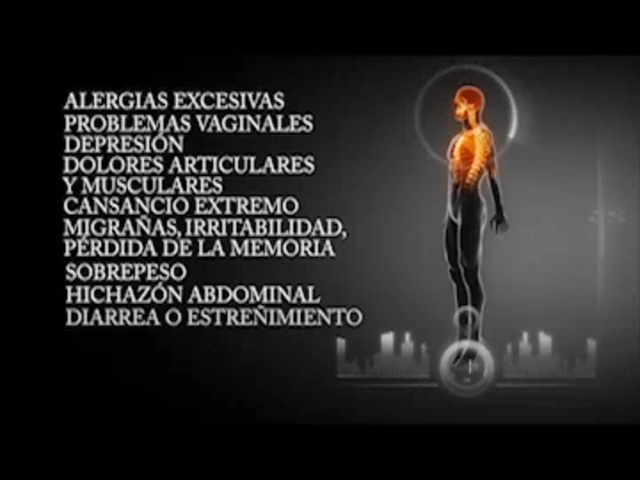 ALERGIAS EXCESIVAS
PROBLEMAS VAGINALES
DEPRESIÓN
DOLORES ARTICULARES
Y MUSCULARES
CANSANCIO EXTREMO
MIGRAÑAS, IRRITABILIDAD,
PÉRDIDA DE LA MEMORIA
SOBREPESO
HICHAZÓN ABDOMINAL
DIARREA O ESTREÑIMIENTO